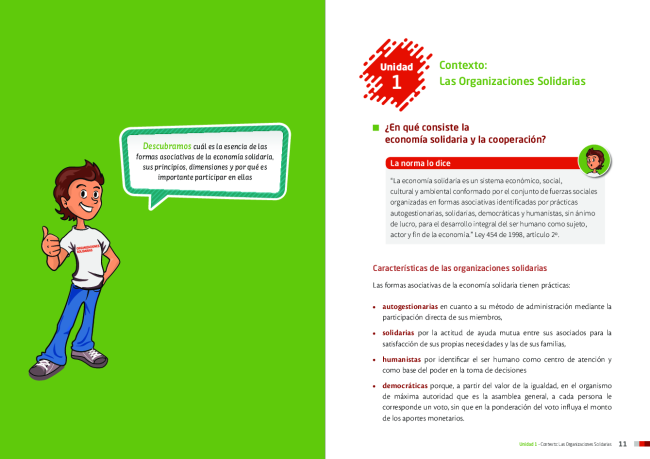 Descubramos cuál es la esencia de las
formas asociativas de la economía solidaria,
sus principios, dimensiones y por qué es
importante participar en ellas
Unidad
1
Contexto:
Las Organizaciones Solidarias
¿En qué consiste la
economía solidaria y la cooperación?
La norma lo dice
"La economía solidaria es un sistema económico, social,
cultural y ambiental conformado por el conjunto de fuerzas sociales
organizadas en formas asociativas identificadas por prácticas
autogestionarias, solidarias, democráticas y humanistas, sin ánimo
de lucro, para el desarrollo integral del ser humano como sujeto,
actor y fin de la economía." Ley 454 de 1998, artículo 2º.
Características de las organizaciones solidarias
Las formas asociativas de la economía solidaria tienen prácticas:
• autogestionarias en cuanto a su método de administración mediante la
participación directa de sus miembros,
• solidarias por la actitud de ayuda mutua entre sus asociados para la
satisfacción de sus propias necesidades y las de sus familias,
• humanistas por identificar el ser humano como centro de atención y
como base del poder en la toma de decisiones
• democráticas porque, a partir del valor de la igualdad, en el organismo
de máxima autoridad que es la asamblea general, a cada persona le
corresponde un voto, sin que en la ponderación del voto influya el monto
de los aportes monetarios.
Unidad 1 - Contexto: Las Organizaciones Solidarias 11